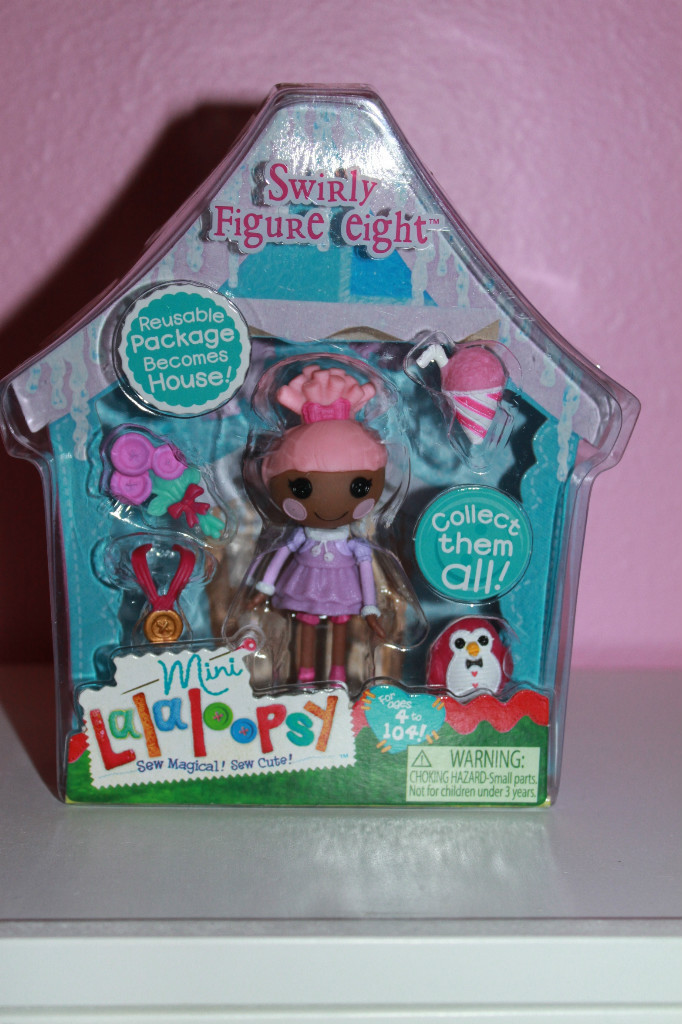 Swirly
Figure eight™
Reusable
Package
Becomes
House!
Collect
them
all!
Mini
Lalaloopsy™
Sew Magical! Sew Cute!
For ages
4 to
104!
WARNING:
CHOKING HAZARD-Small parts.
Not for children under 3 years.